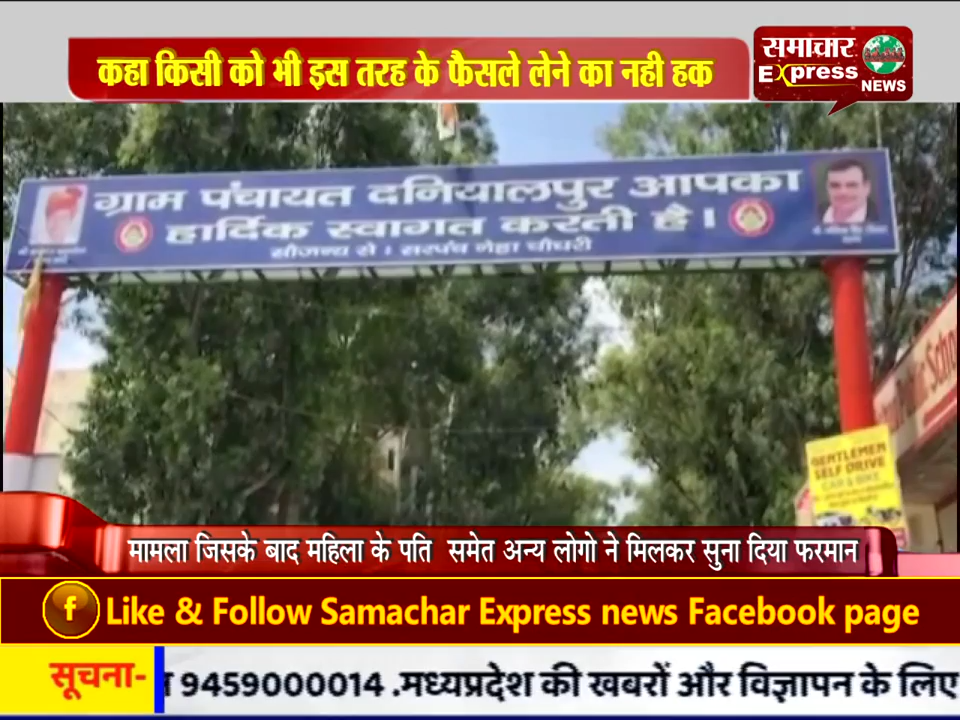 कहा किसी को भी इस तरह के फैसले लेने का नही हक
समाचार
Express
NEWS
ग्राम पंचायत दनियालपुर आपका
हार्दिक स्वागत करती है।
सौजन्य से : सरपंच नेहा चौधरी
GENTLEMEN
SELF DRIVE
CAR & BIKE
मामला जिसके बाद महिला के पति समेत अन्य लोगो ने मिलकर सुना दिया फरमान
f Like & Follow Samachar Express news Facebook page
सूचना- 9459000014 .मध्यप्रदेश की खबरों और विज्ञापन के लिए